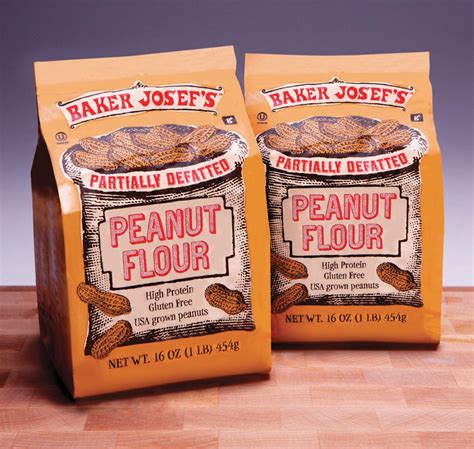 BAKER JOSEF'S
PARTIALLY DEFATTED
PEANUT
FLOUR
High Protein
Gluten Free
USA grown peanuts
NET WT. 16 OZ (1 LB) 454g
BAKER JOSEF'S
PARTIALLY DEFATTED
PEANUT
FLOUR
High Protein
Gluten Free
USA grown peanuts
NET WT. 16 OZ (1 LB) 454g